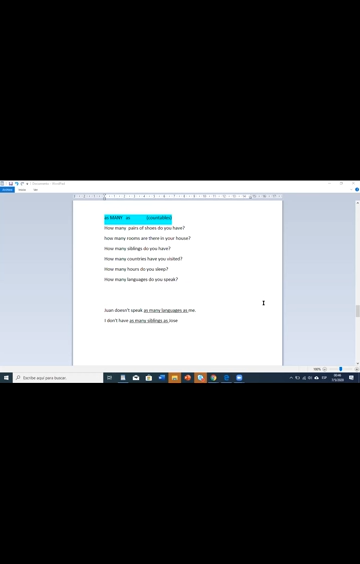 as MANY as (countables)
How many pairs of shoes do you have?
how many rooms are there in your house?
How many siblings do you have?
How many countries have you visited?
How many hours do you sleep?
How many languages do you speak?
Juan doesn't speak as many languages as me.
I don't have as many siblings as Jose
Escribe aquí para buscar